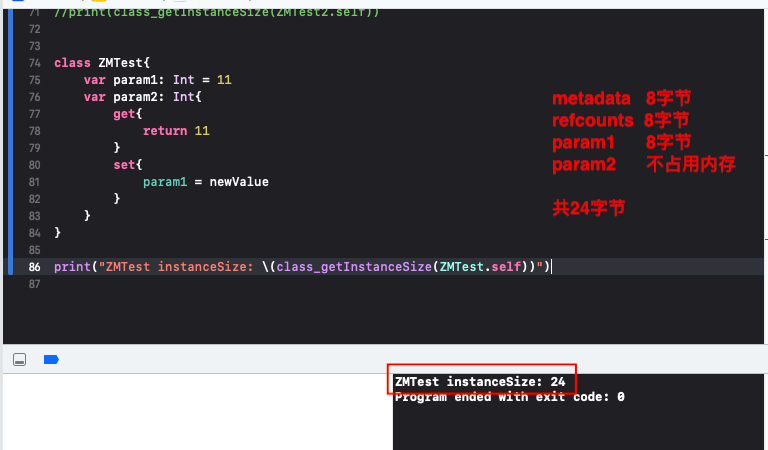 71 //print(class_getInstanceSize(ZMTest2.self))
72
73
74 class ZMTest{
75     var param1: Int = 11
76     var param2: Int{
77         get{
78             return 11
79         }
80         set{
81             param1 = newValue
82         }
83     }
84 }
85
86 print("ZMTest instanceSize: \(class_getInstanceSize(ZMTest.self))")
87
metadata 8字节
refcounts 8字节
param1 8字节
param2 不占用内存
共24字节
ZMTest instanceSize: 24
Program ended with exit code: 0